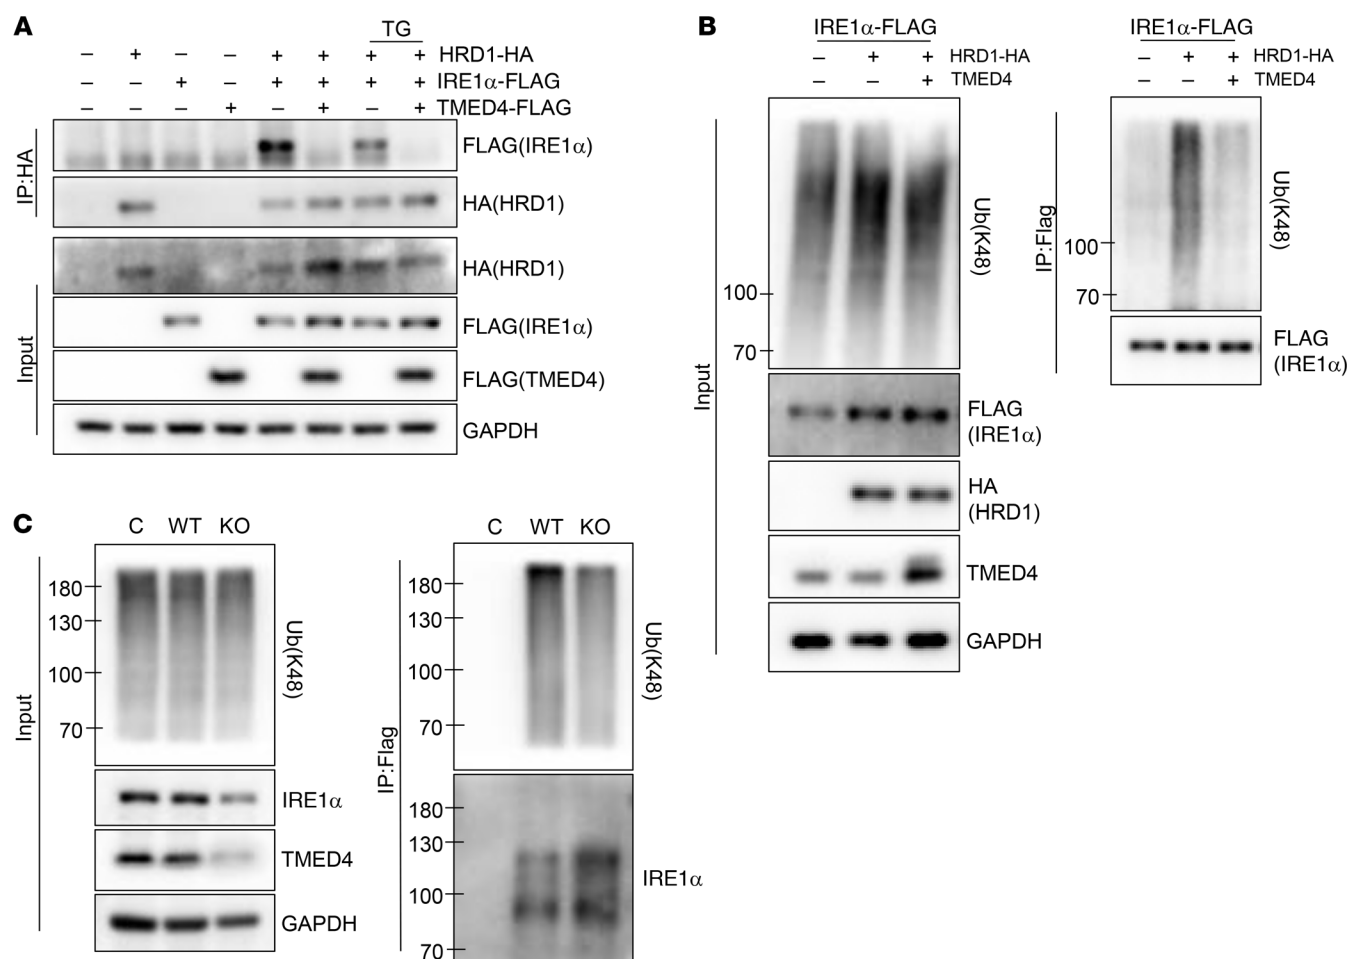 A
TG
– + – – + + + + HRD1-HA
– – + – + + + + IRE1α-FLAG
– – – + – + – + TMED4-FLAG
IP:HA
FLAG(IRE1α)
HA(HRD1)
Input
HA(HRD1)
FLAG(IRE1α)
FLAG(TMED4)
GAPDH
B
IRE1α-FLAG
– + + HRD1-HA
– + TMED4
Input
100
70
Ub(K48)
FLAG
(IRE1α)
HA
(HRD1)
TMED4
GAPDH
IRE1α-FLAG
– + + HRD1-HA
– + TMED4
IP:Flag
100
70
Ub(K48)
FLAG
(IRE1α)
C
C WT KO
Input
180
130
100
70
Ub(K48)
IRE1α
TMED4
GAPDH
C WT KO
IP:Flag
180
130
100
70
Ub(K48)
180
130
100
70
IRE1α